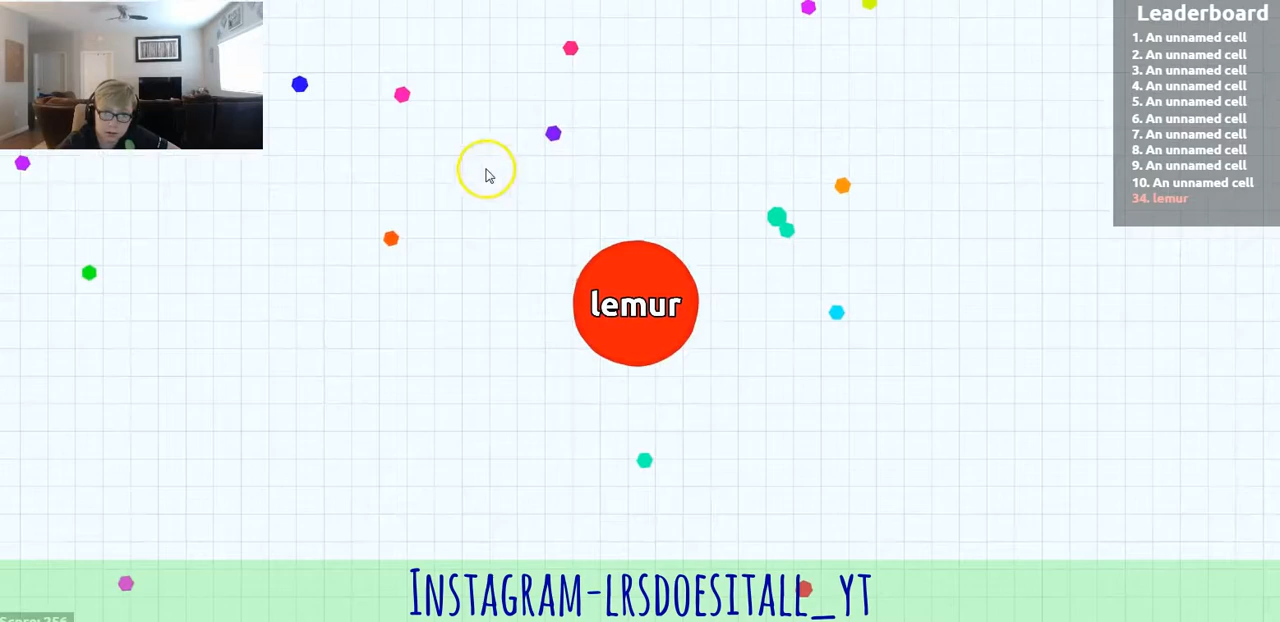 Leaderboard
1. An unnamed cell
2. An unnamed cell
3. An unnamed cell
4. An unnamed cell
5. An unnamed cell
6. An unnamed cell
7. An unnamed cell
8. An unnamed cell
9. An unnamed cell
10. An unnamed cell
34. lemur
lemur
Instagram-lrsdoesitall_yt
Score: 256